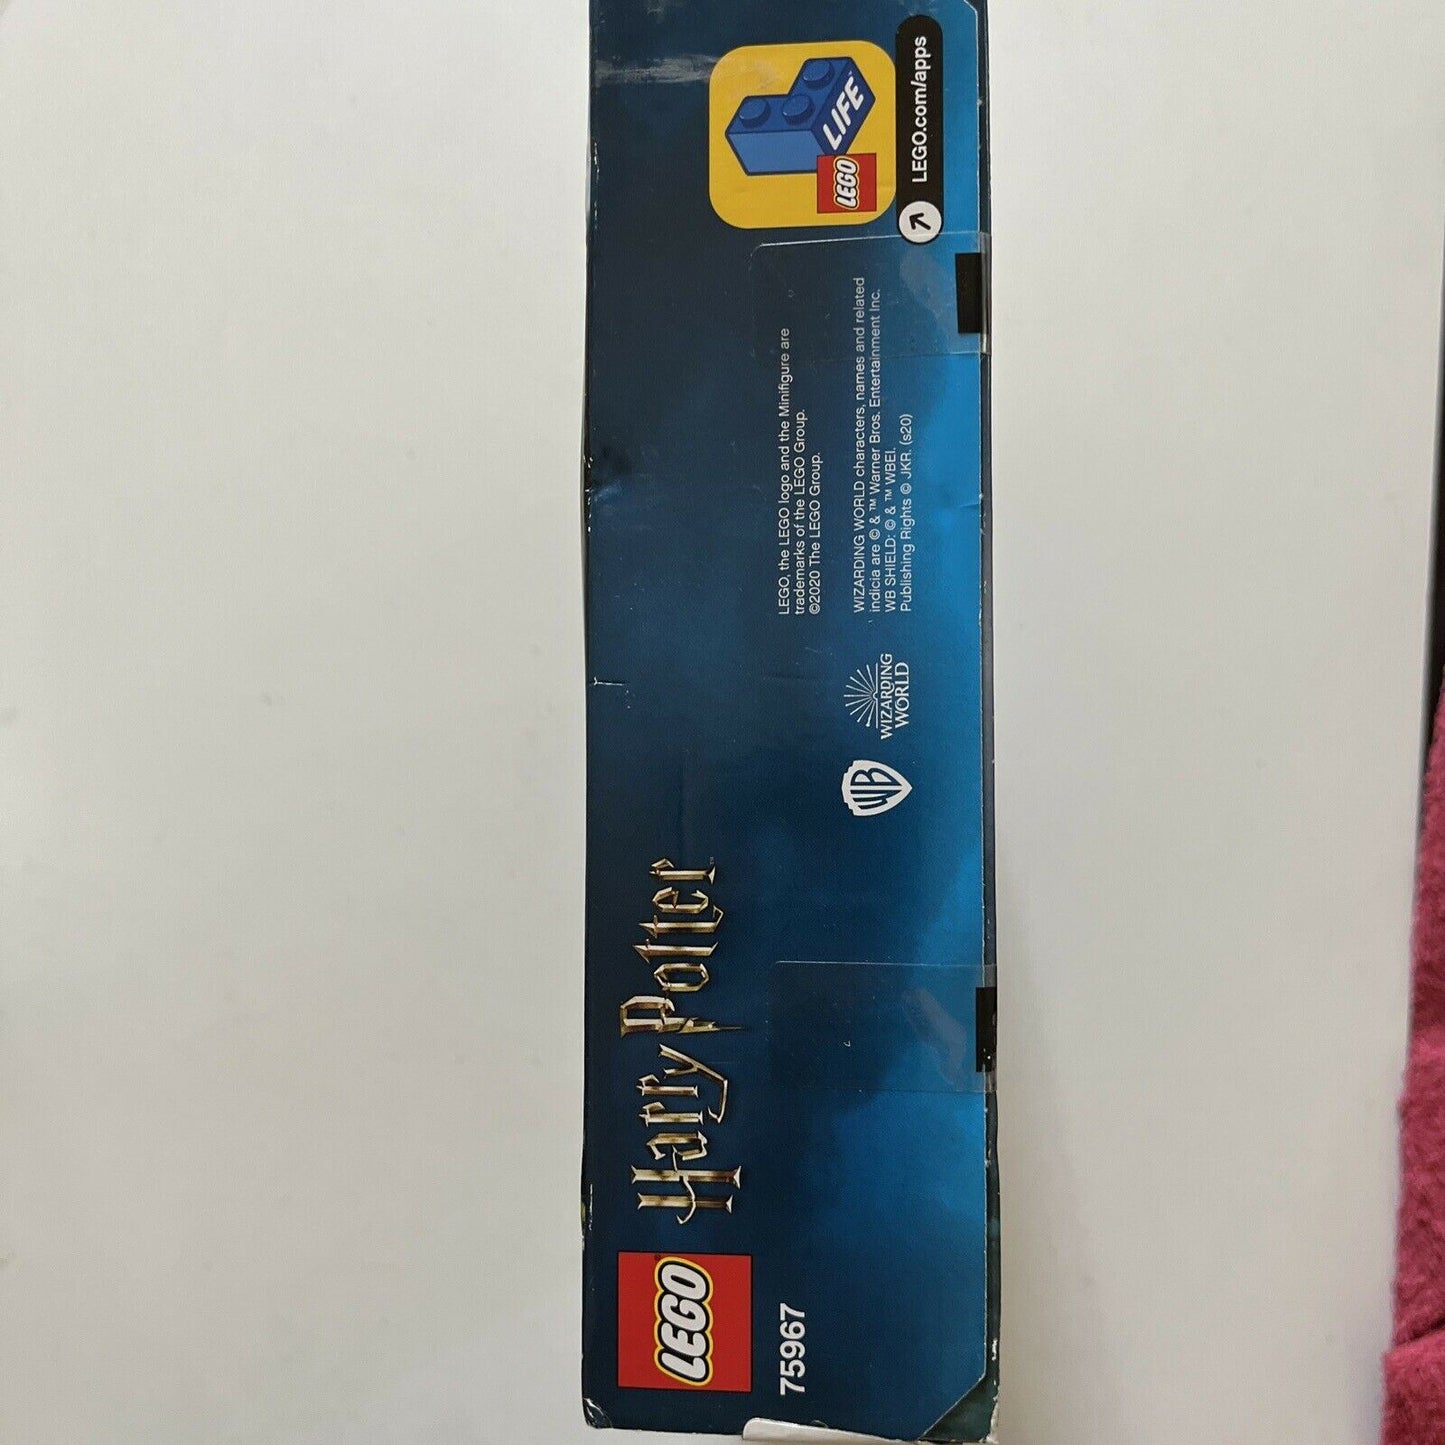 LEGO
75967
Harry Potter™
WB
WIZARDING
WORLD
LEGO, the LEGO logo and the Minifigure are
trademarks of the LEGO Group.
©2020 The LEGO Group.
WIZARDING WORLD characters, names and related
indicia are © & ™ Warner Bros. Entertainment Inc.
WB SHIELD: © & ™ WBEI.
Publishing Rights © JKR. (s20)
LEGO
LIFE™
LEGO.com/apps